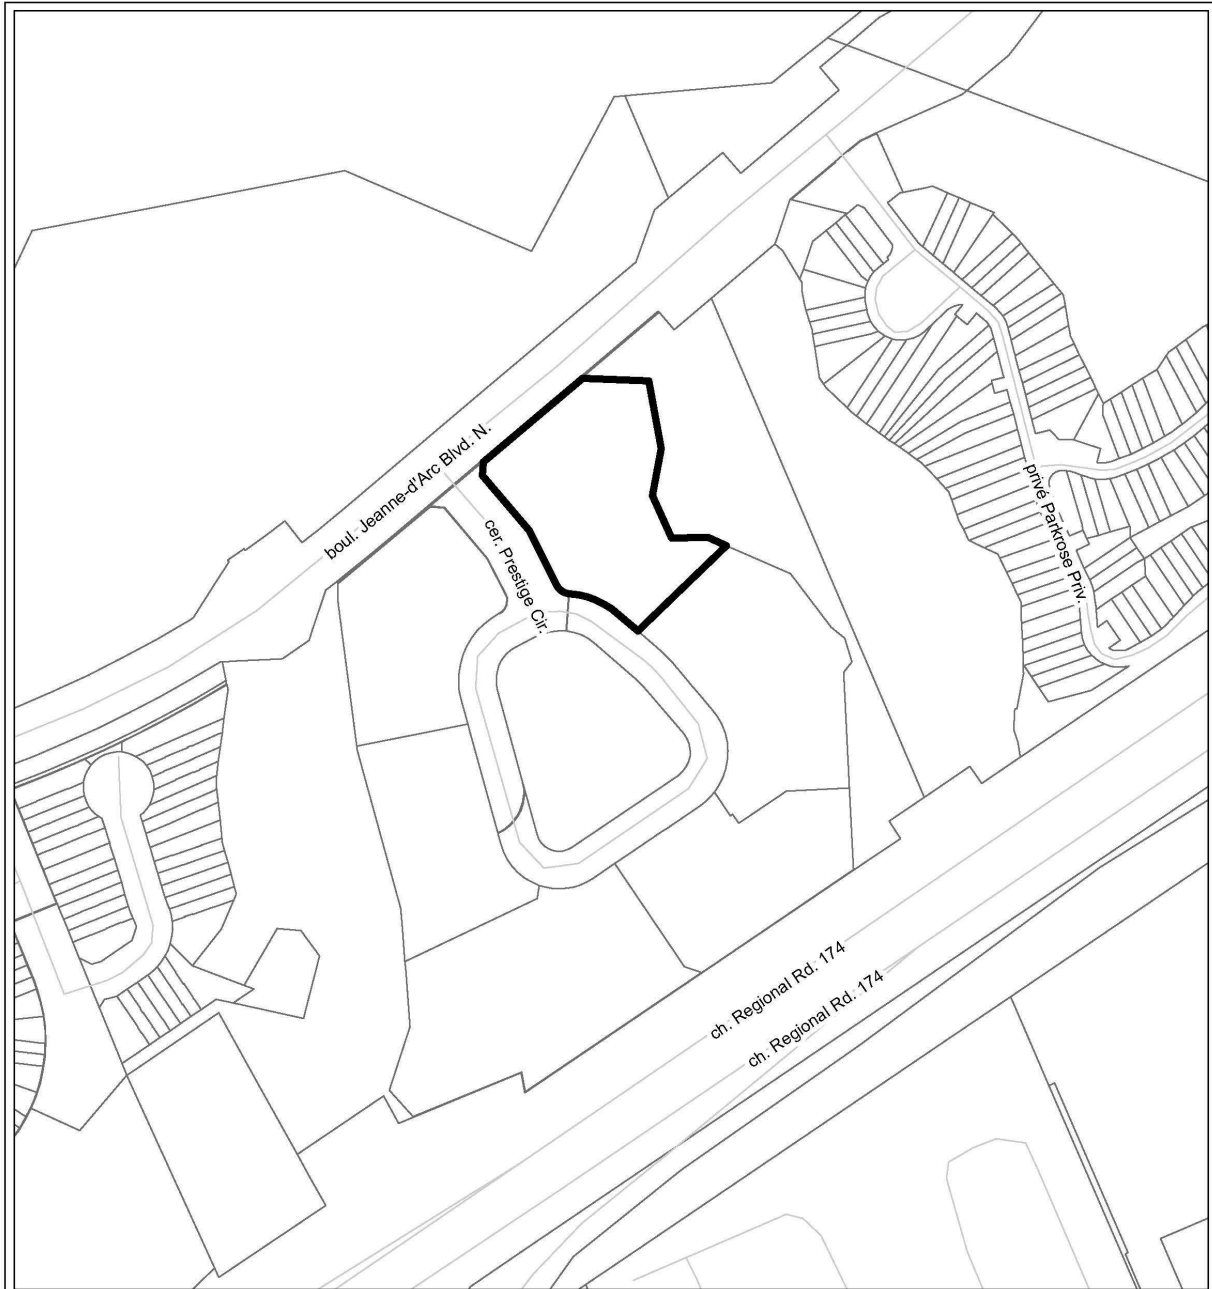 boul. Jeanne-d'Arc Blvd. N.
cer. Prestige Cir.
privé Parkrose Priv.
ch. Regional Rd. 174
ch. Regional Rd. 174